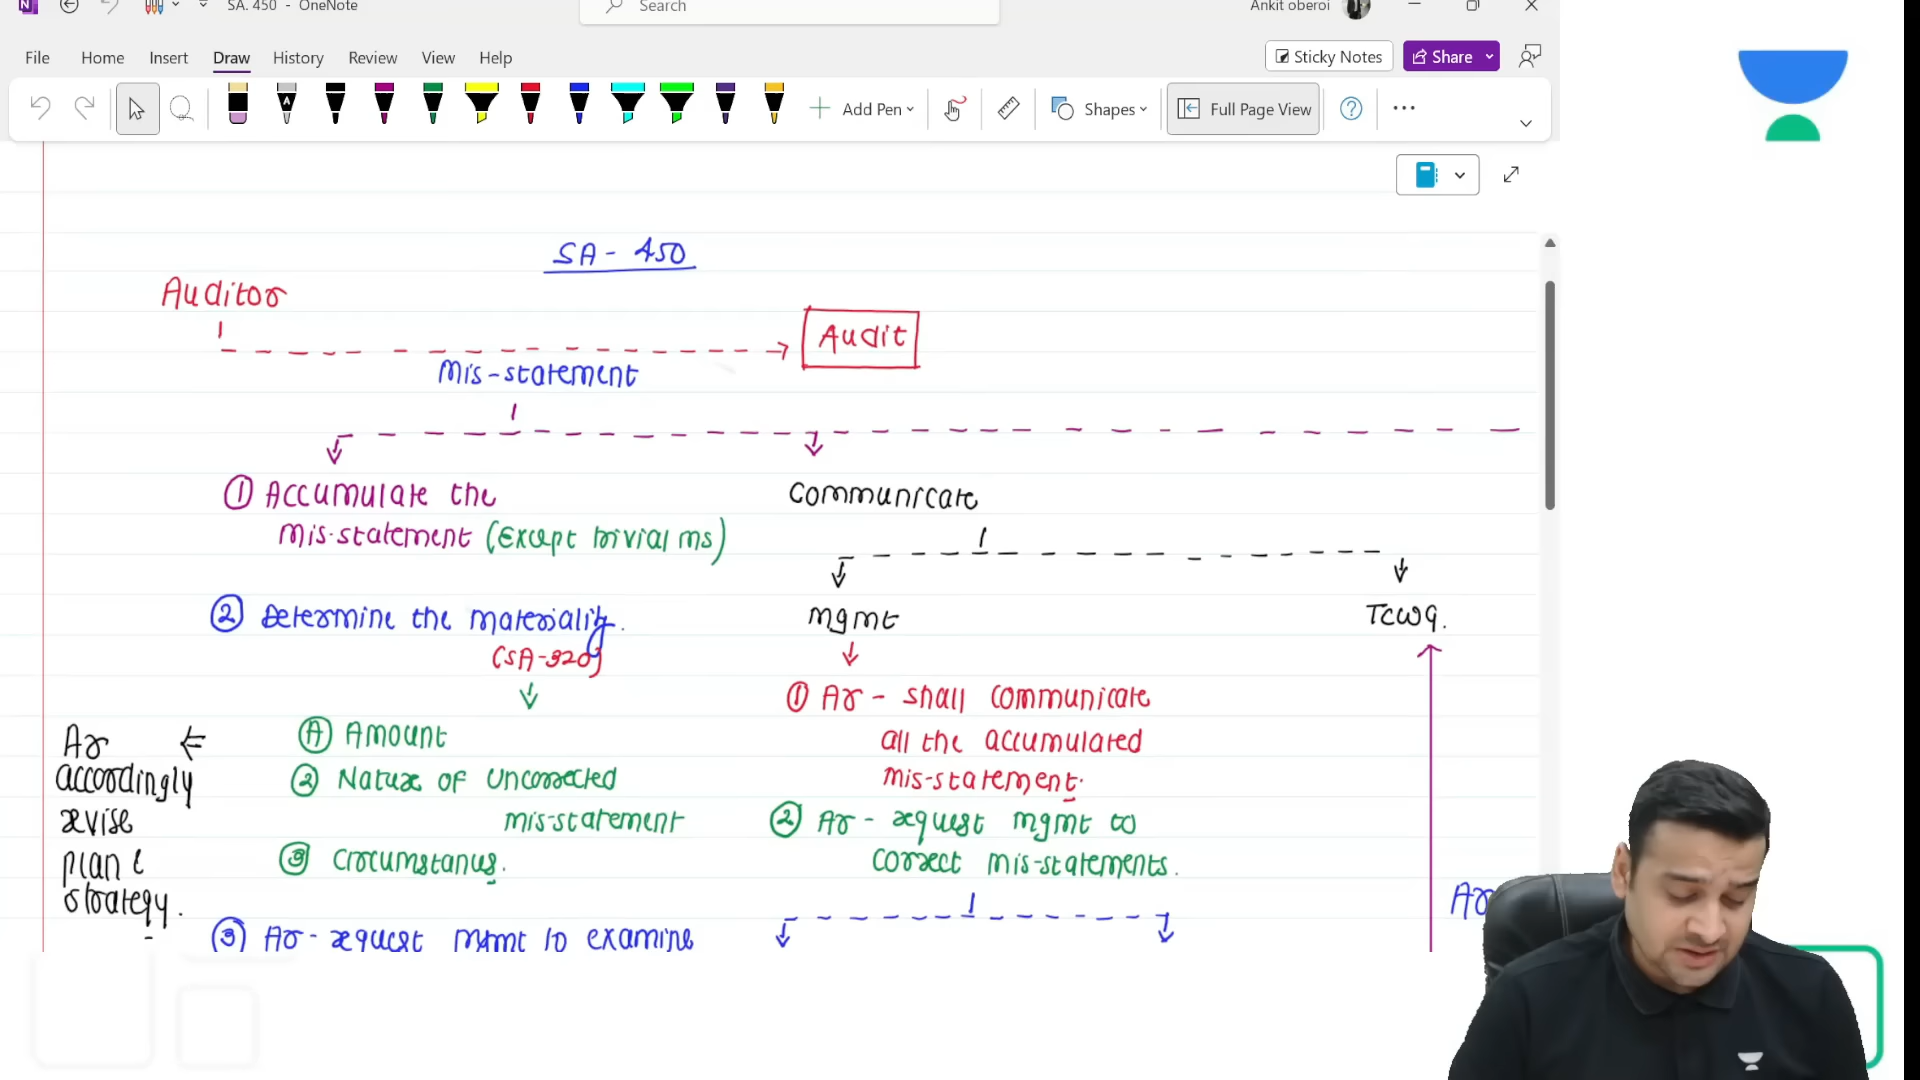 SA. 450 - OneNote
Search
Ankit oberoi
File Home Insert Draw History Review View Help
Sticky Notes
Share
Add Pen
Shapes
Full Page View
SA - 450
Auditor
Audit
Mis-statement
① Accumulate the
mis-statement (Except trivial ms)
Communicate
② Determine the materiality.
(SA-320)
Mgmt
TCWG.
① Ar - shall communicate
all the accumulated
mis-statement.
Ⓐ Amount
② Nature of uncorrected
mis-statement
③ Circumstances.
Ar
accordingly
revise
plan &
strategy.
② Ar - request mgmt to
correct mis-statements.
③ Ar - request mgmt to examine
Ar